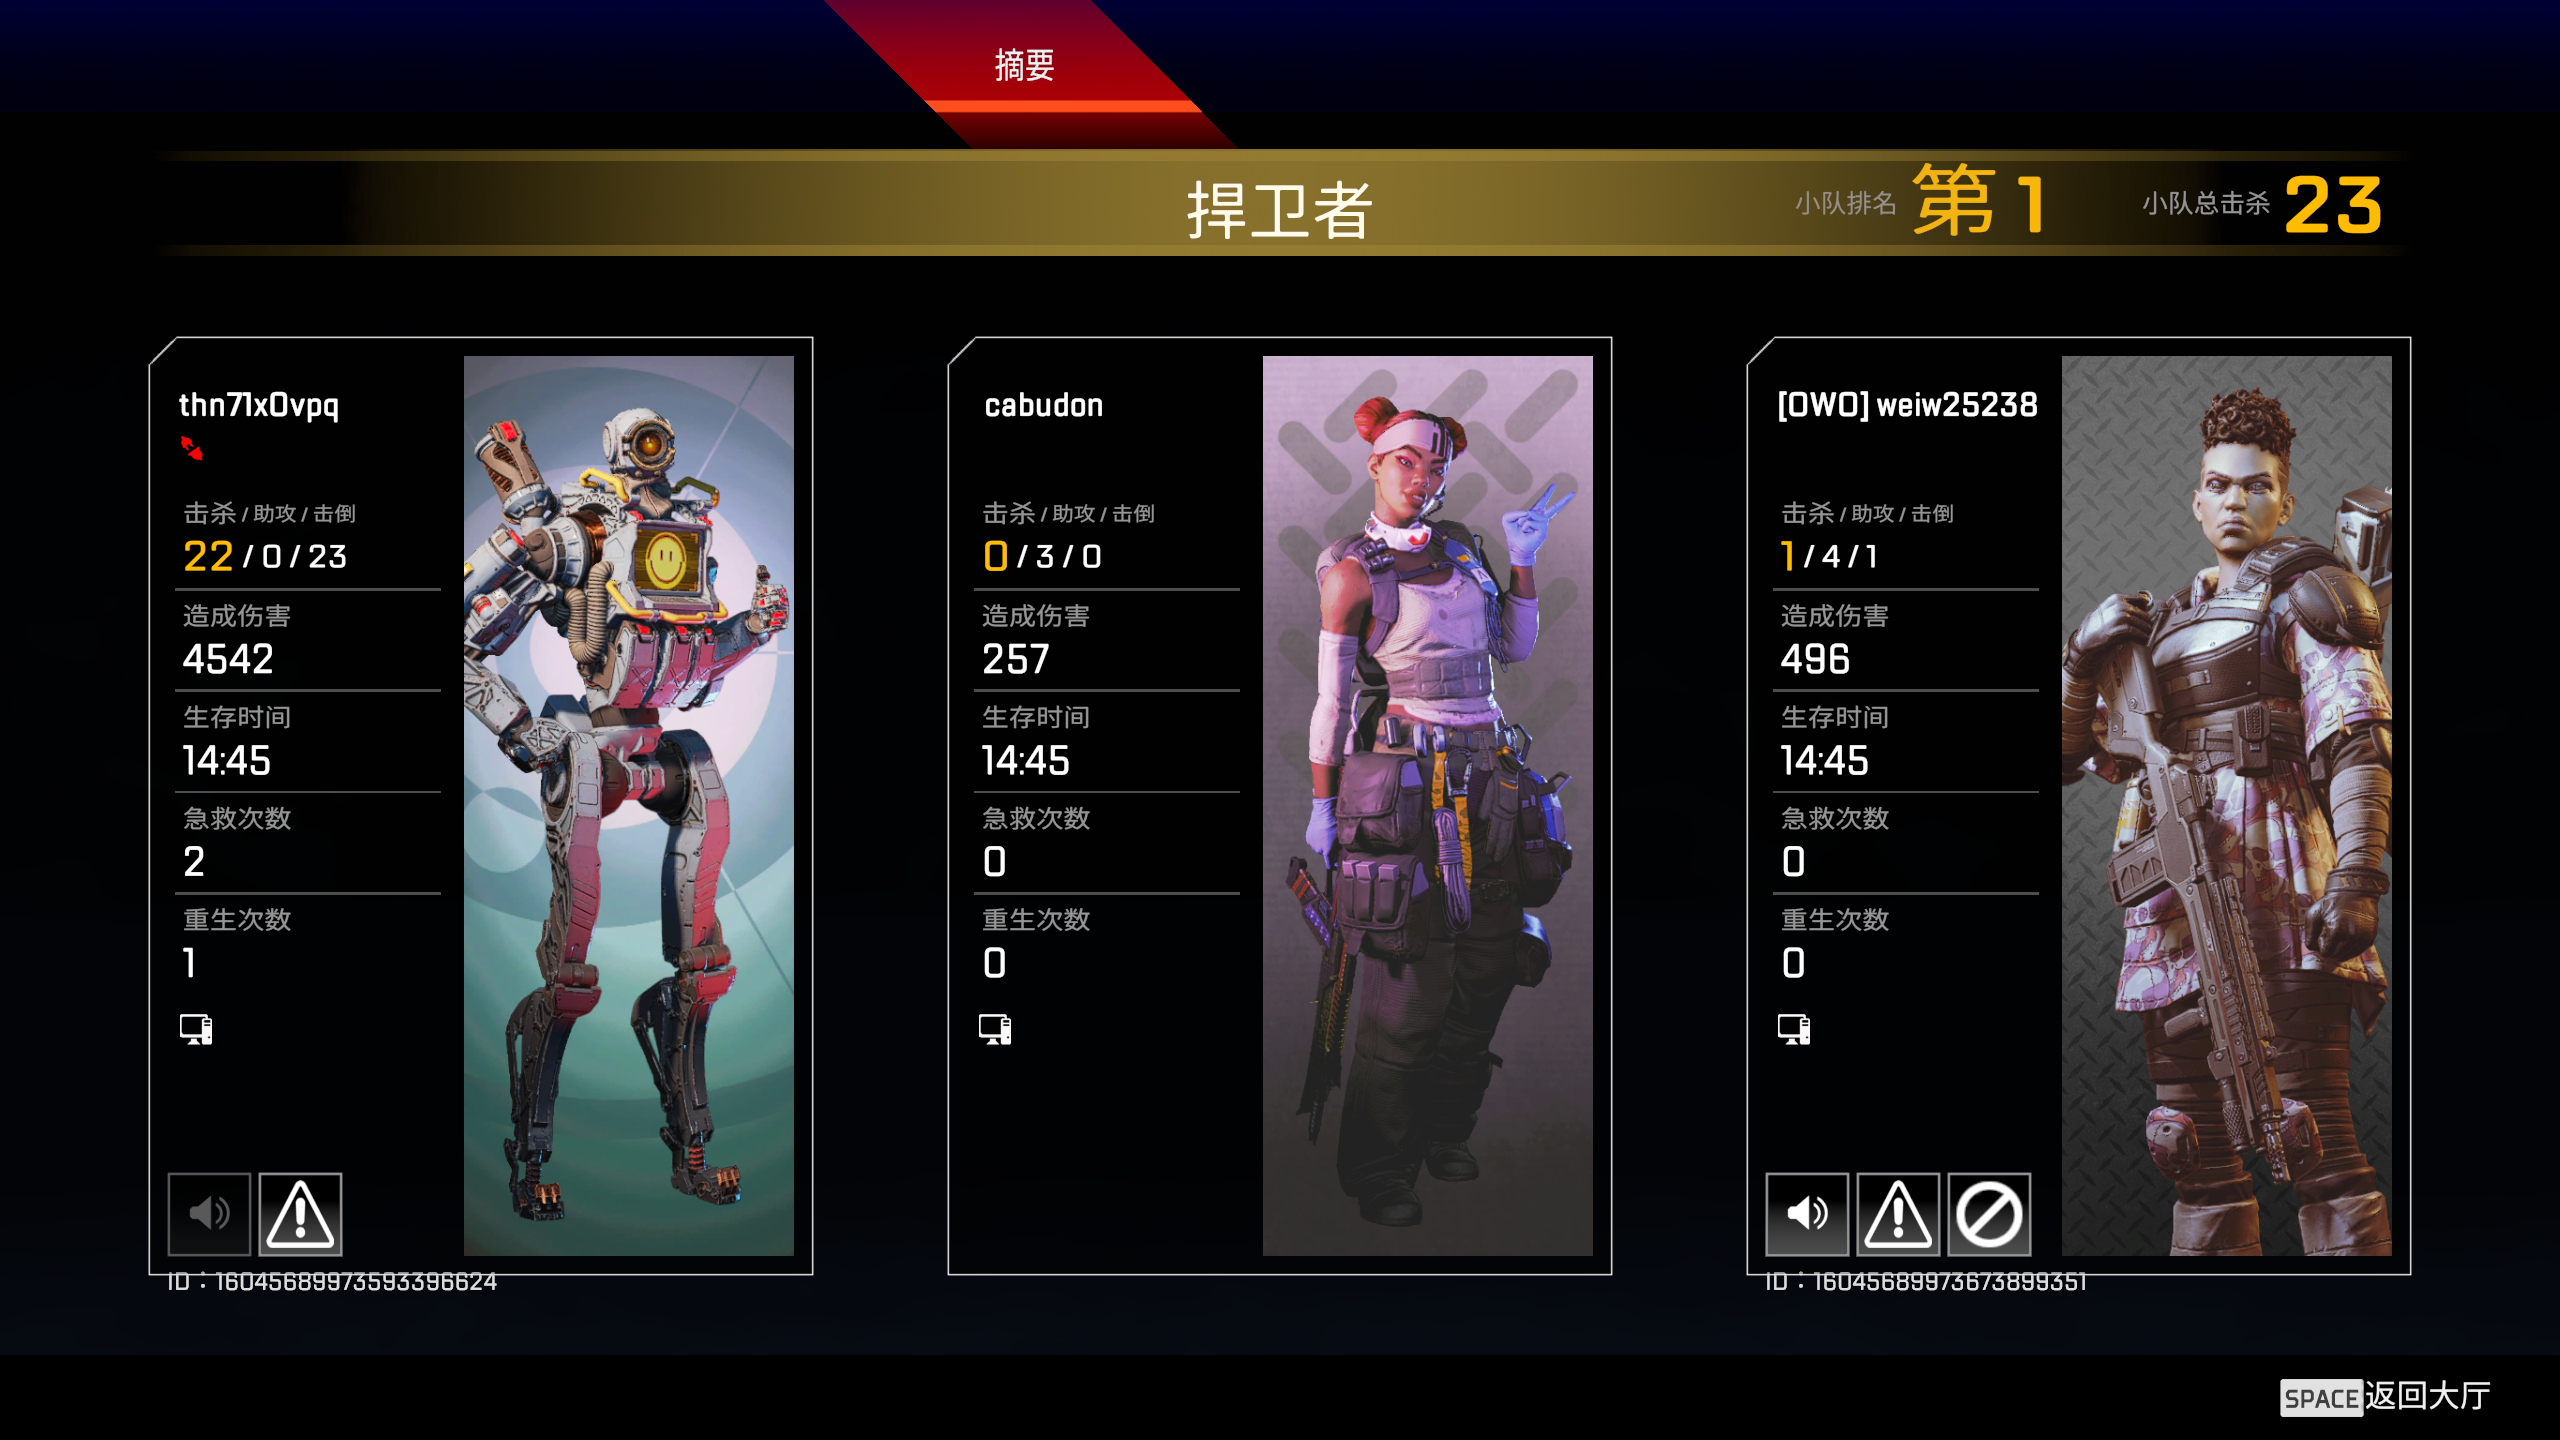 摘要
捍卫者
小队排名 第 1
小队总击杀 23
thn71x0vpq
击杀 / 助攻 / 击倒
22 / 0 / 23
造成伤害
4542
生存时间
14:45
急救次数
2
重生次数
1
ID：16045689973593396624
cabudon
击杀 / 助攻 / 击倒
0 / 3 / 0
造成伤害
257
生存时间
14:45
急救次数
0
重生次数
0
[OWO] weiw25238
击杀 / 助攻 / 击倒
1 / 4 / 1
造成伤害
496
生存时间
14:45
急救次数
0
重生次数
0
ID：16045689973673899351
SPACE 返回大厅